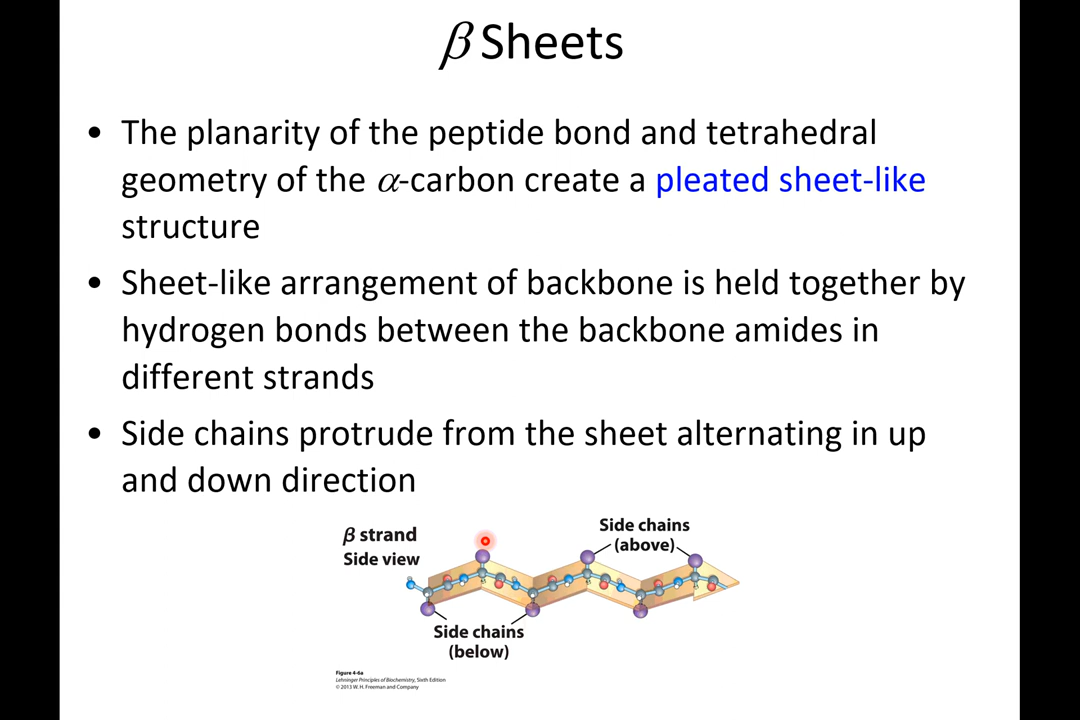 β Sheets
• The planarity of the peptide bond and tetrahedral
geometry of the α-carbon create a pleated sheet-like
structure
• Sheet-like arrangement of backbone is held together by
hydrogen bonds between the backbone amides in
different strands
• Side chains protrude from the sheet alternating in up
and down direction
β strand
Side view
Side chains
(above)
Side chains
(below)
Figure 4-6a
Lehninger Principles of Biochemistry, Sixth Edition
© 2013 W. H. Freeman and Company